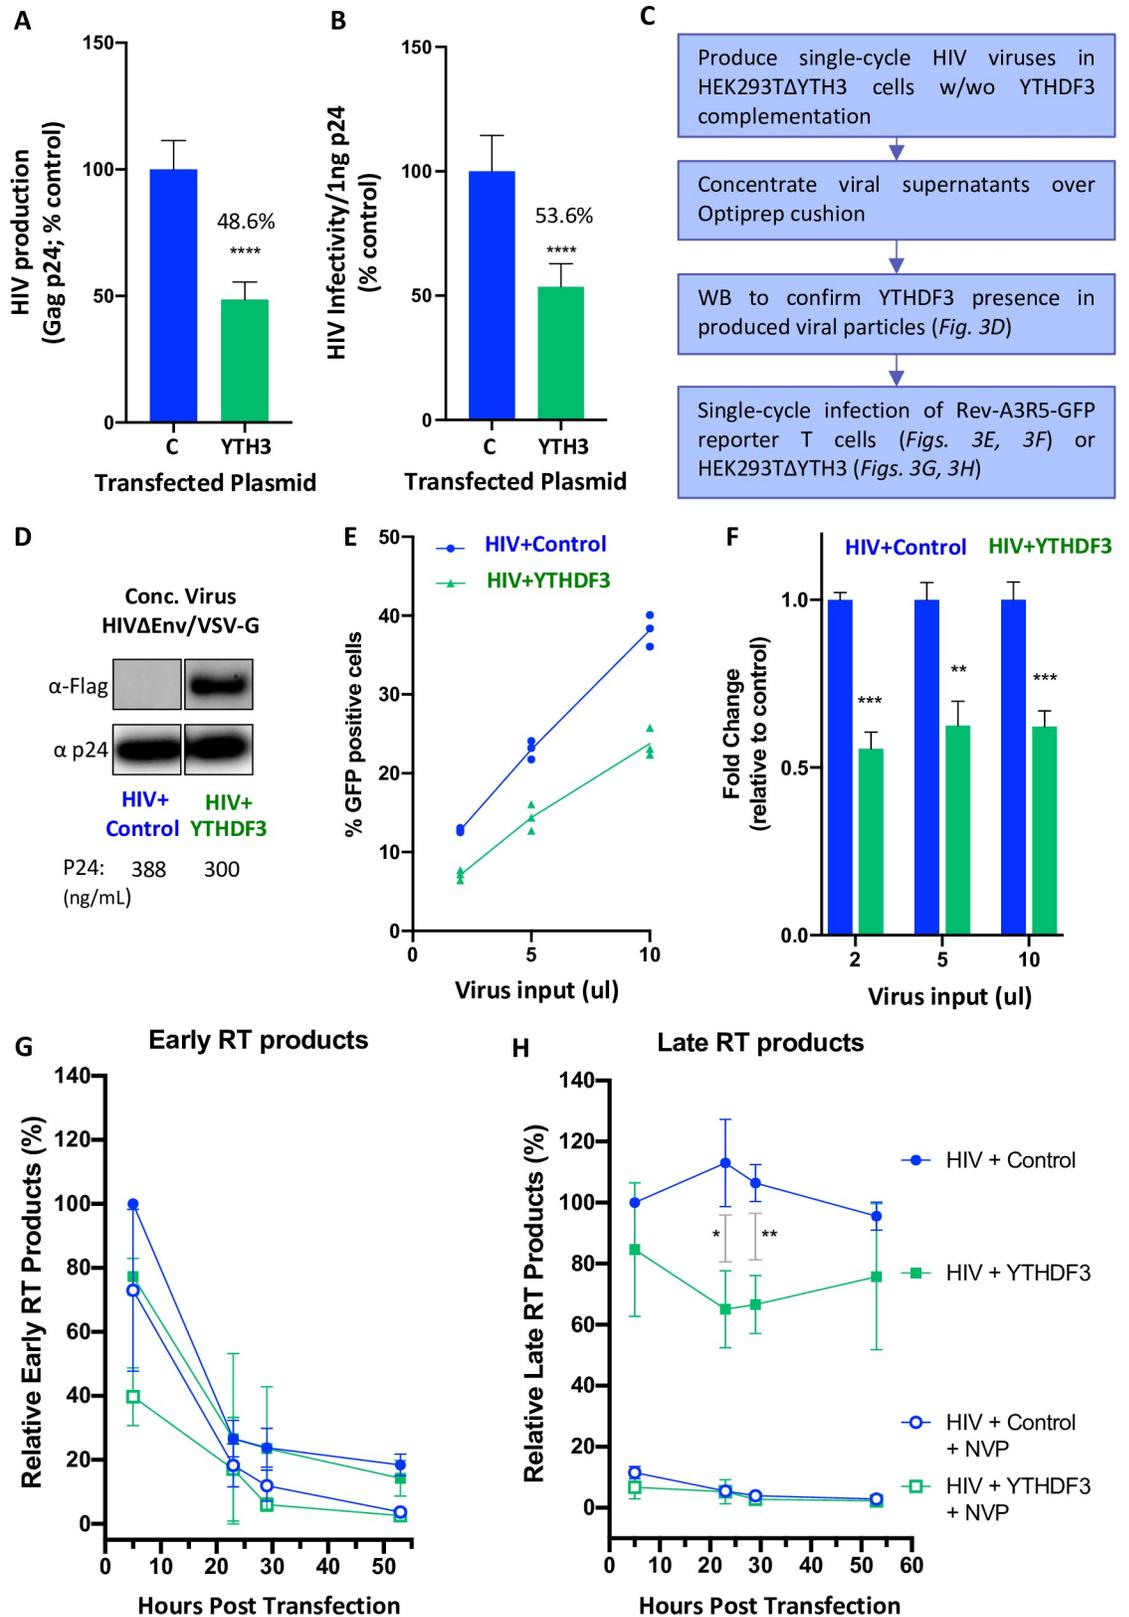 A
150
100
50
0
HIV production
(Gag p24; % control)
48.6%
****
C YTH3
Transfected Plasmid
B
150
100
50
0
HIV Infectivity/1ng p24
(% control)
53.6%
****
C YTH3
Transfected Plasmid
C
Produce single-cycle HIV viruses in
HEK293TΔYTH3 cells w/wo YTHDF3
complementation
Concentrate viral supernatants over
Optiprep cushion
WB to confirm YTHDF3 presence in
produced viral particles (Fig. 3D)
Single-cycle infection of Rev-A3R5-GFP
reporter T cells (Figs. 3E, 3F) or
HEK293TΔYTH3 (Figs. 3G, 3H)
D
Conc. Virus
HIVΔEnv/VSV-G
α-Flag
α p24
HIV+ HIV+
Control YTHDF3
P24: 388 300
(ng/mL)
E
50
40
30
20
10
0
% GFP positive cells
HIV+Control
HIV+YTHDF3
0 5 10
Virus input (ul)
F
HIV+Control HIV+YTHDF3
1.0
0.5
0.0
Fold Change
(relative to control)
*** ** ***
2 5 10
Virus input (ul)
G
Early RT products
140
120
100
80
60
40
20
0
Relative Early RT Products (%)
0 10 20 30 40 50
Hours Post Transfection
H
Late RT products
140
120
100
80
60
40
20
0
Relative Late RT Products (%)
* **
0 10 20 30 40 50 60
Hours Post Transfection
HIV + Control
HIV + YTHDF3
HIV + Control
+ NVP
HIV + YTHDF3
+ NVP